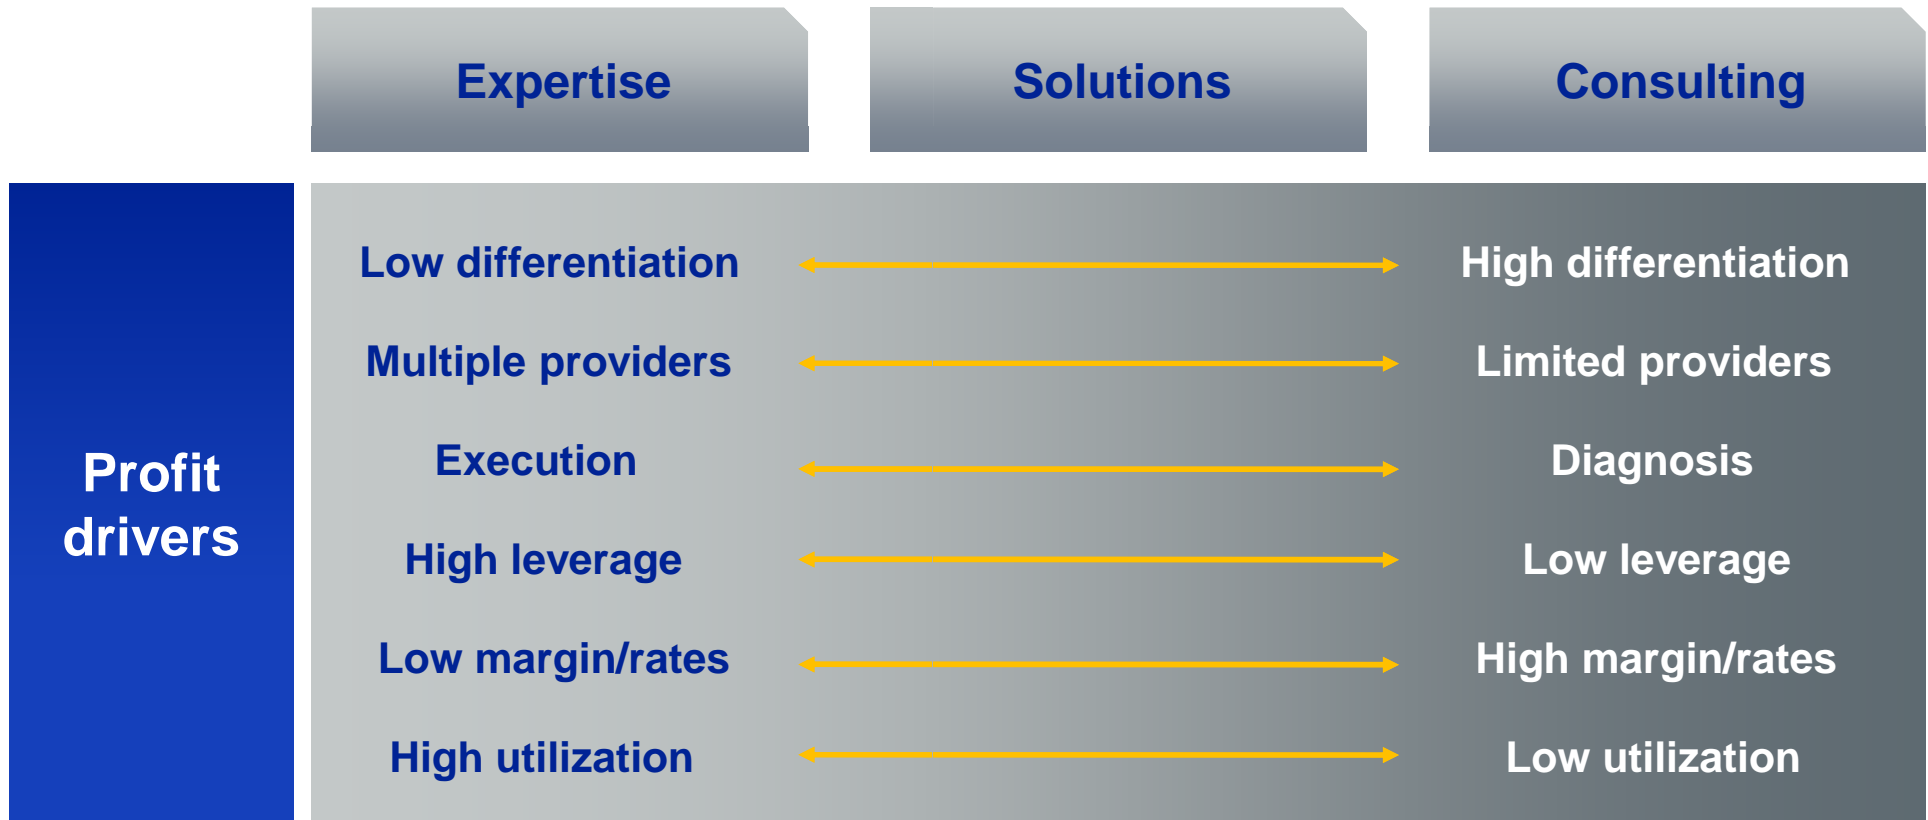 Expertise
Solutions
Consulting
Profit
drivers
Low differentiation
High differentiation
Multiple providers
Limited providers
Execution
Diagnosis
High leverage
Low leverage
Low margin/rates
High margin/rates
High utilization
Low utilization